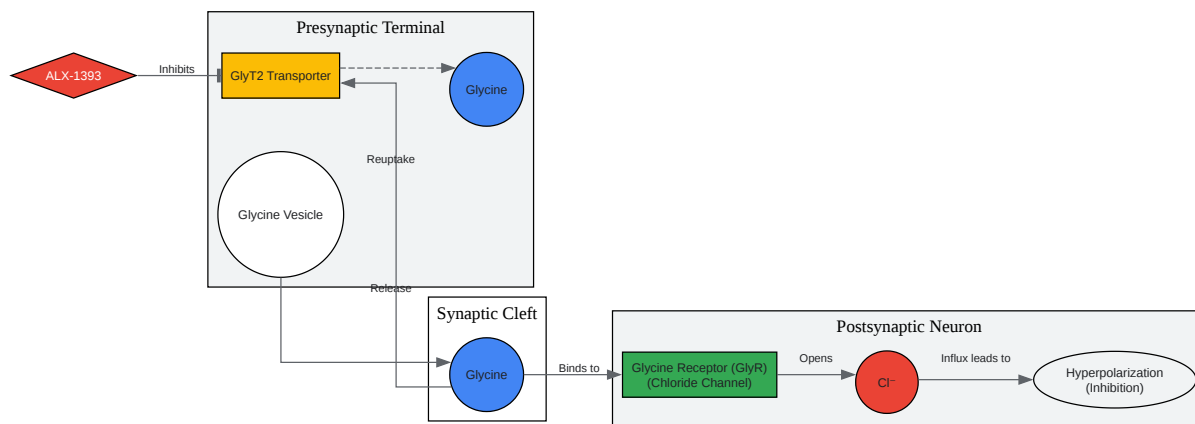 Presynaptic Terminal
ALX-1393
Inhibits
GlyT2 Transporter
Glycine
Reuptake
Glycine Vesicle
Release
Synaptic Cleft
Glycine
Binds to
Postsynaptic Neuron
Glycine Receptor (GlyR)
(Chloride Channel)
Opens
Cl⁻
Influx leads to
Hyperpolarization
(Inhibition)